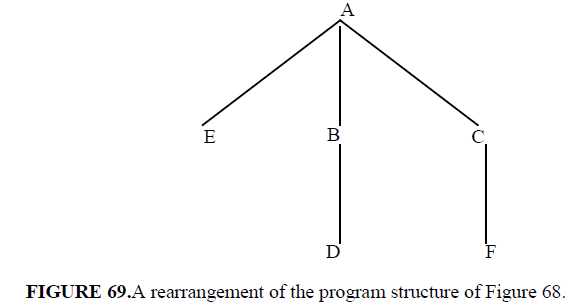 A
E B C
D F
FIGURE 69.A rearrangement of the program structure of Figure 68.